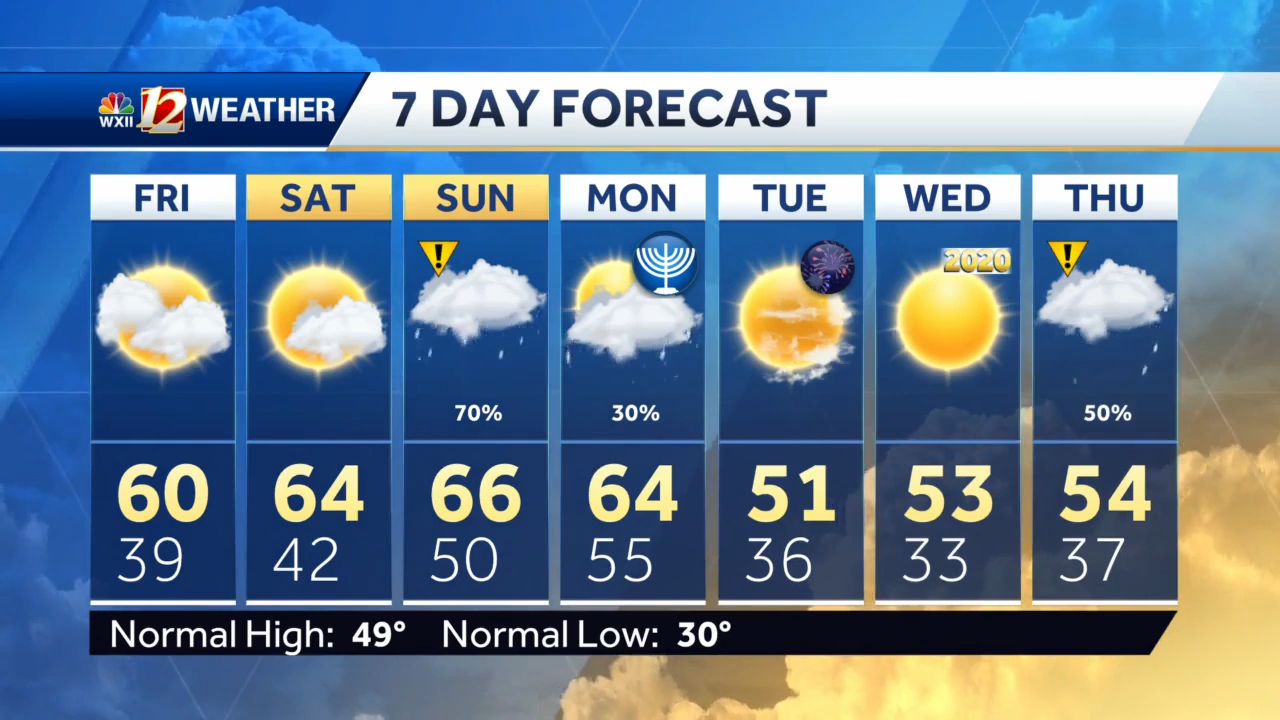 WXII 12 WEATHER
7 DAY FORECAST
FRI SAT SUN MON TUE WED THU
2020
70% 30% 50%
60 64 66 64 51 53 54
39 42 50 55 36 33 37
Normal High: 49° Normal Low: 30°